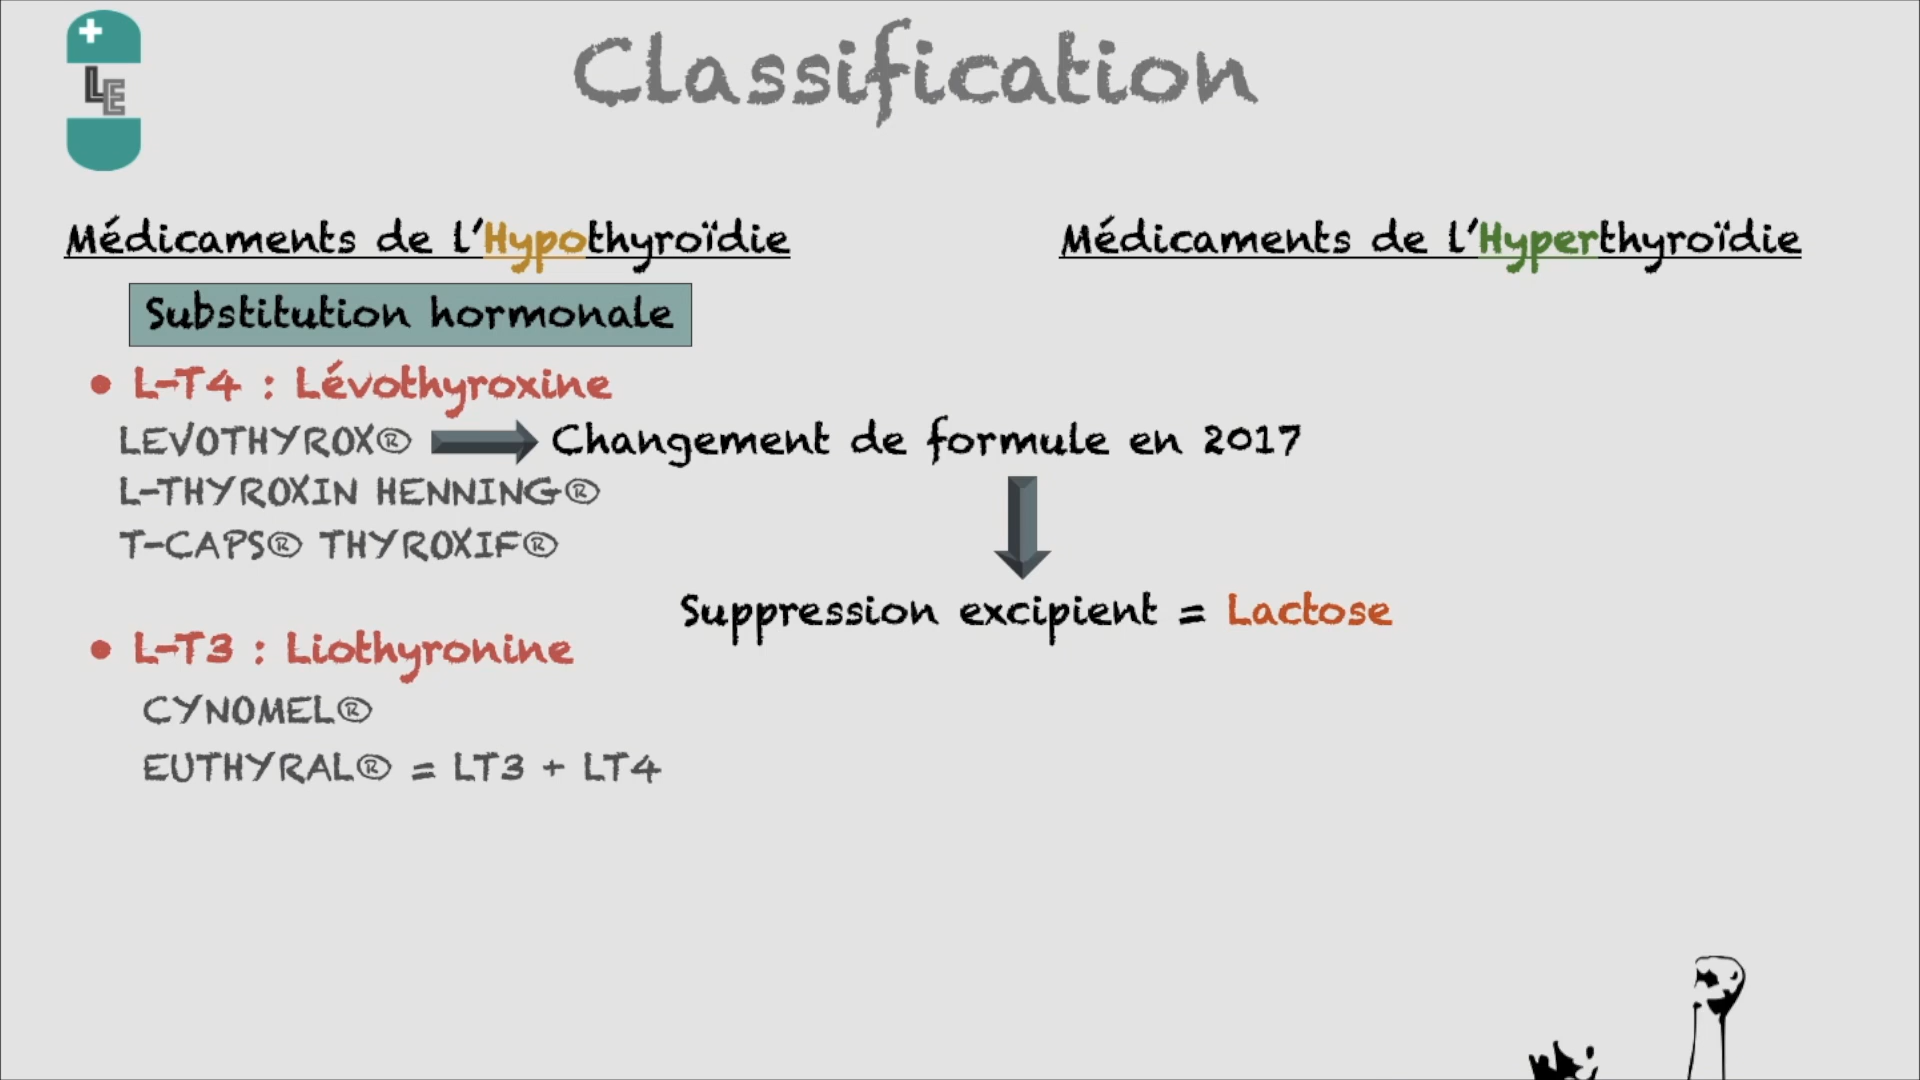 LE
Classification
Médicaments de l'Hypothyroïdie
Médicaments de l'Hyperthyroïdie
Substitution hormonale
• L-T4 : Lévothyroxine
LEVOTHYROX® Changement de formule en 2017
L-THYROXIN HENNING®
T-CAPS® THYROXIF®
Suppression excipient = Lactose
• L-T3 : Liothyronine
CYNOMEL®
EUTHYRAL® = LT3 + LT4